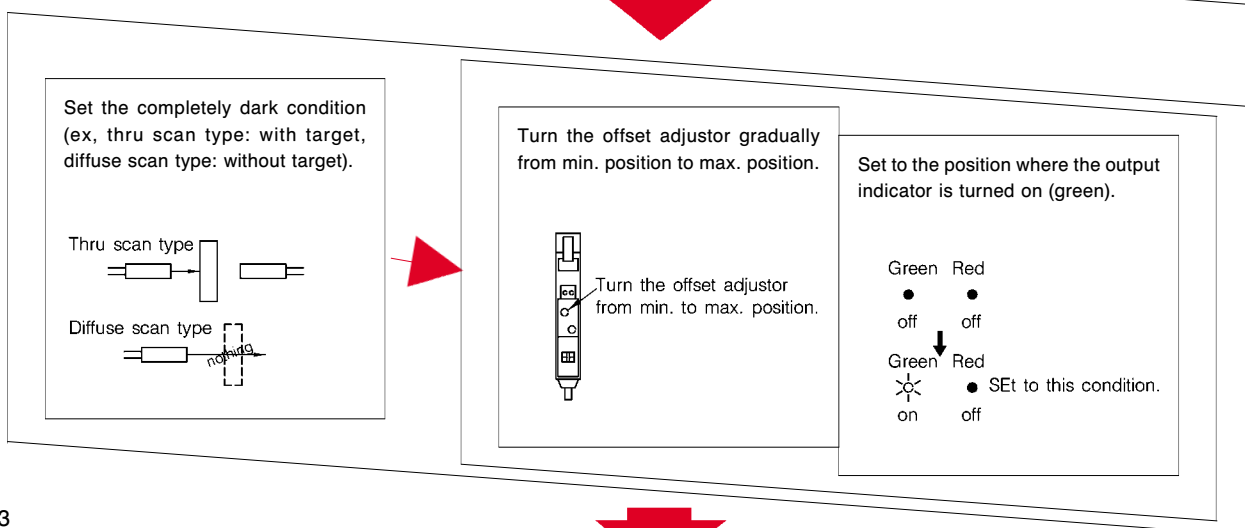 Set the completely dark condition
(ex, thru scan type: with target,
diffuse scan type: without target).
Thru scan type
Diffuse scan type
nothing
Turn the offset adjustor gradually
from min. position to max. position.
Turn the offset adjustor
from min. to max. position.
Set to the position where the output
indicator is turned on (green).
Green Red
off off
Green Red
SEt to this condition.
on off
3